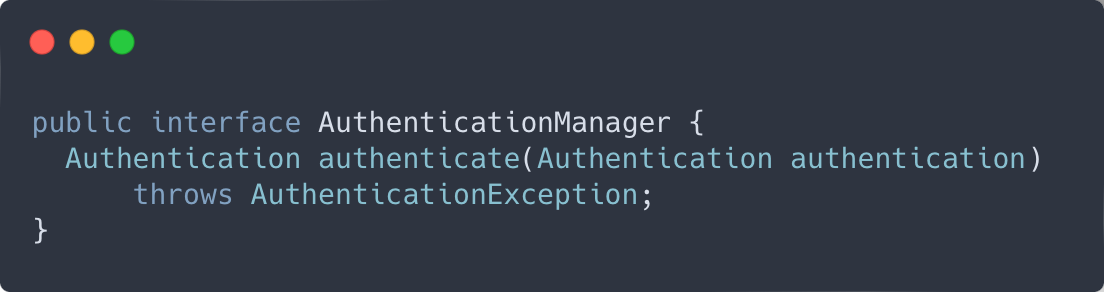 public interface AuthenticationManager {
  Authentication authenticate(Authentication authentication)
      throws AuthenticationException;
}